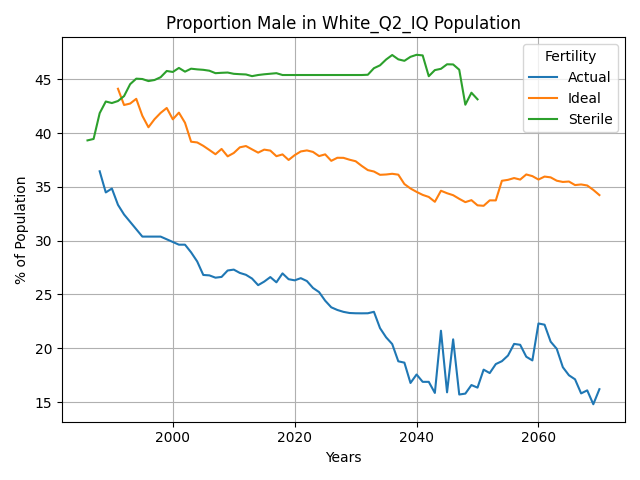 Proportion Male in White_Q2_IQ Population
% of Population
45
40
35
30
25
20
15
2000
2020
2040
2060
Years
Fertility
Actual
Ideal
Sterile